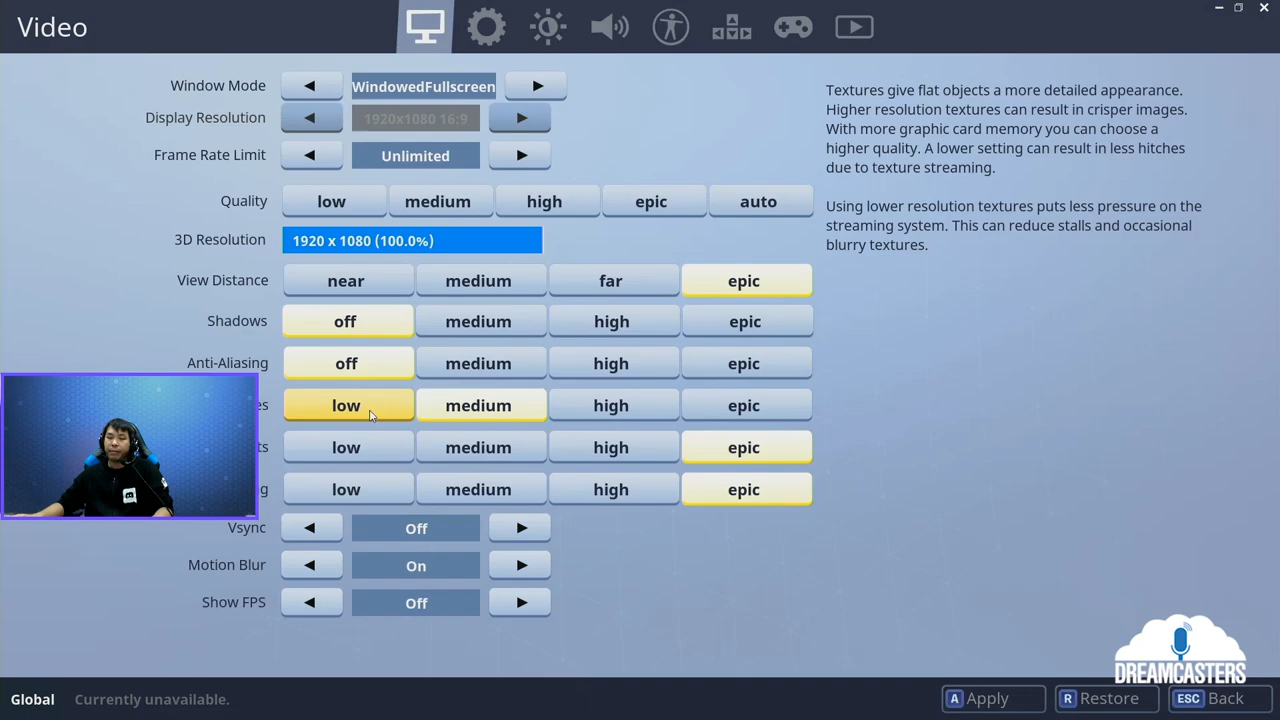 Video
Window Mode ◄ WindowedFullscreen ►
Display Resolution ◄ 1920x1080 16:9 ►
Frame Rate Limit ◄ Unlimited ►
Quality low medium high epic auto
3D Resolution 1920 x 1080 (100.0%)
View Distance near medium far epic
Shadows off medium high epic
Anti-Aliasing off medium high epic
es low medium high epic
ts low medium high epic
g low medium high epic
Vsync ◄ Off ►
Motion Blur ◄ On ►
Show FPS ◄ Off ►
Textures give flat objects a more detailed appearance.
Higher resolution textures can result in crisper images.
With more graphic card memory you can choose a
higher quality. A lower setting can result in less hitches
due to texture streaming.
Using lower resolution textures puts less pressure on the
streaming system. This can reduce stalls and occasional
blurry textures.
DREAMCASTERS
Global Currently unavailable.
A Apply R Restore ESC Back